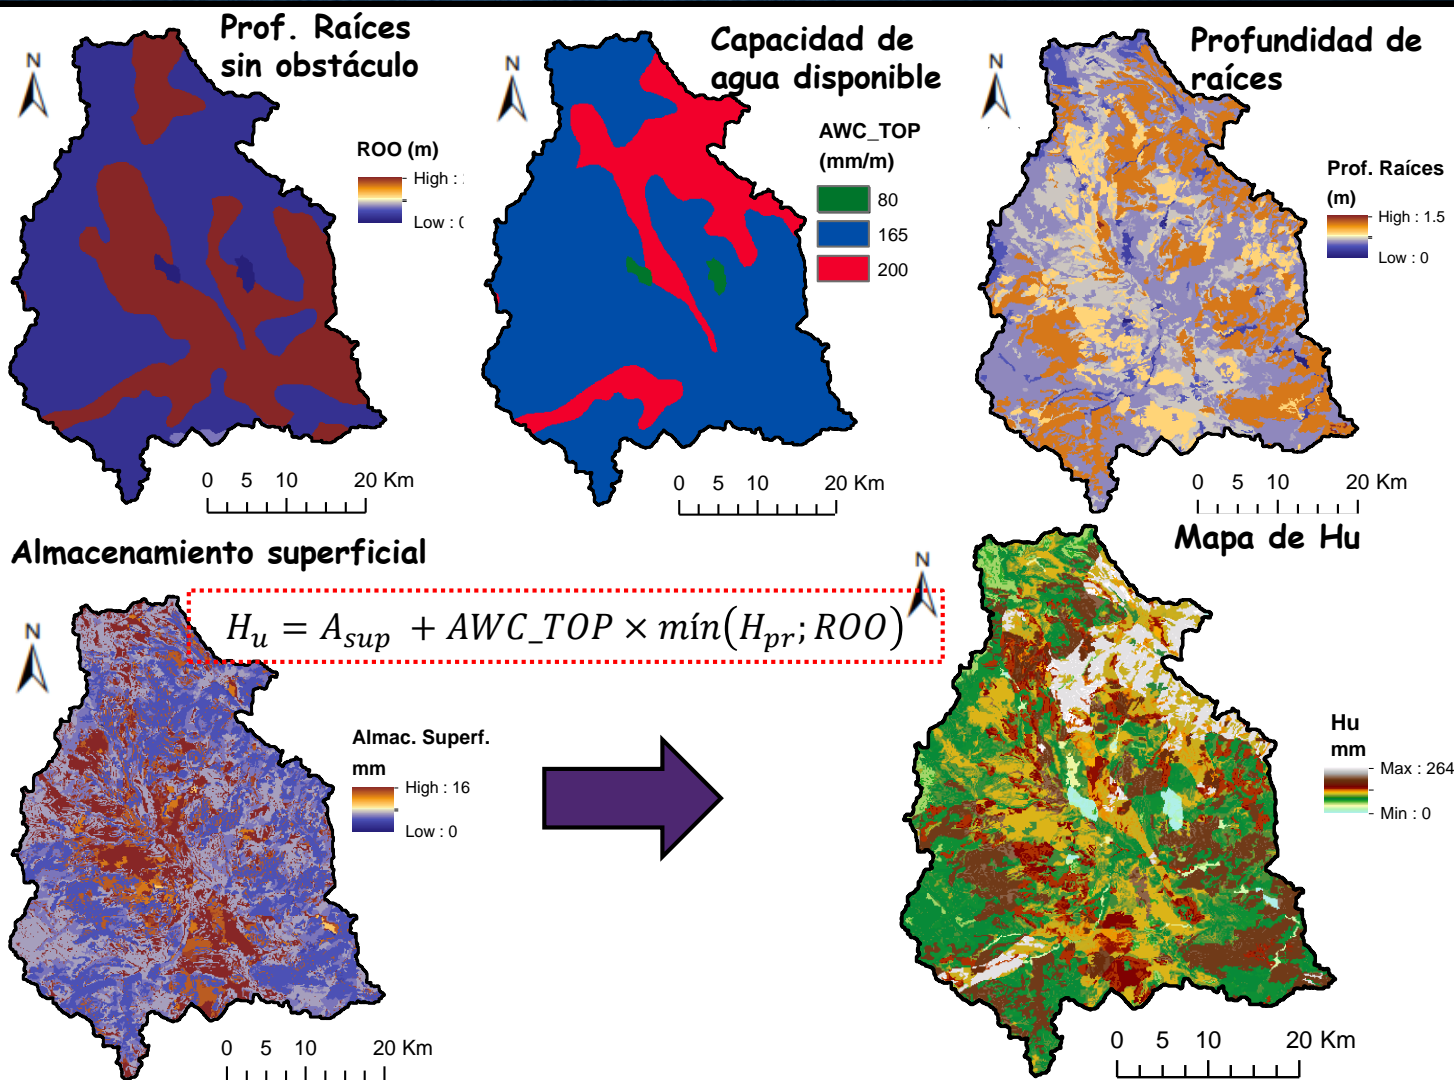 Prof. Raíces
sin obstáculo
N
ROO (m)
High :
Low :
0 5 10 20 Km
Capacidad de
agua disponible
N
AWC_TOP
(mm/m)
80
165
200
0 5 10 20 Km
Profundidad de
raíces
N
Prof. Raíces
(m)
High : 1.5
Low : 0
0 5 10 20 Km
Almacenamiento superficial
N
H_u = A_sup + AWC_TOP × mín(H_pr; ROO)
Almac. Superf.
mm
High : 16
Low : 0
0 5 10 20 Km
Mapa de Hu
N
Hu
mm
Max : 264
Min : 0
0 5 10 20 Km